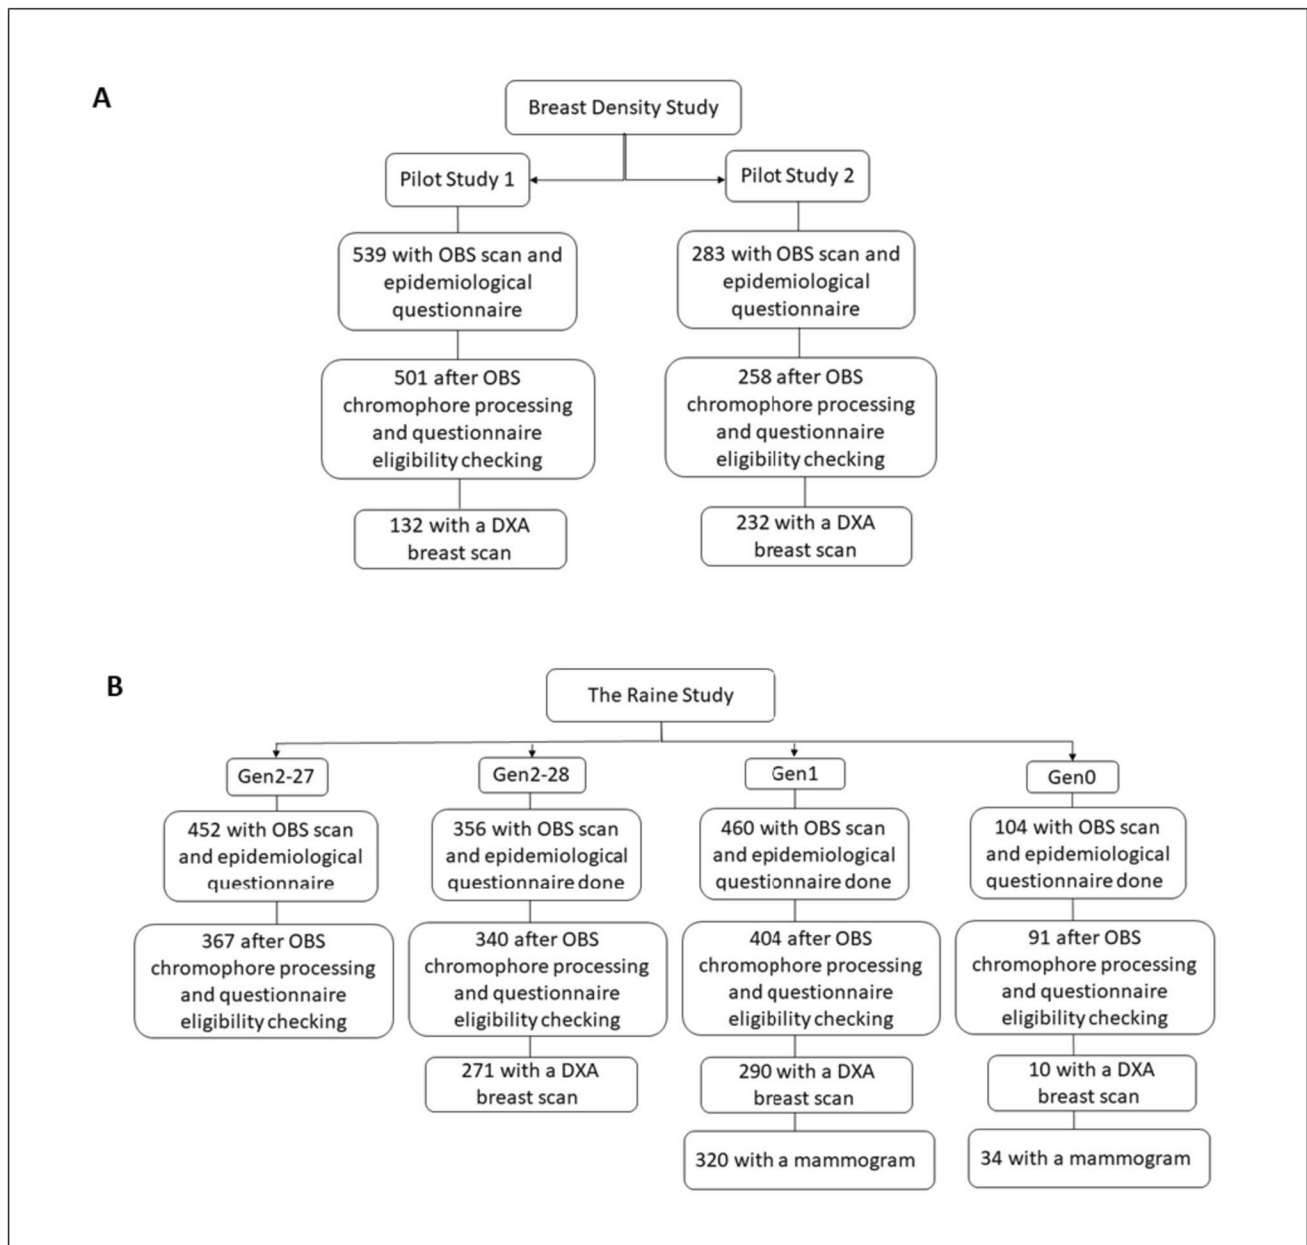 A
Breast Density Study
Pilot Study 1
Pilot Study 2
539 with OBS scan and
epidemiological
questionnaire
283 with OBS scan and
epidemiological
questionnaire
501 after OBS
chromophore processing
and questionnaire
eligibility checking
258 after OBS
chromophore processing
and questionnaire
eligibility checking
132 with a DXA
breast scan
232 with a DXA
breast scan
B
The Raine Study
Gen2-27
Gen2-28
Gen1
Gen0
452 with OBS scan
and epidemiological
questionnaire
356 with OBS scan
and epidemiological
questionnaire done
460 with OBS scan
and epidemiological
questionnaire done
104 with OBS scan
and epidemiological
questionnaire done
367 after OBS
chromophore processing
and questionnaire
eligibility checking
340 after OBS
chromophore processing
and questionnaire
eligibility checking
404 after OBS
chromophore processing
and questionnaire
eligibility checking
91 after OBS
chromophore processing
and questionnaire
eligibility checking
271 with a DXA
breast scan
290 with a DXA
breast scan
10 with a DXA
breast scan
320 with a mammogram
34 with a mammogram